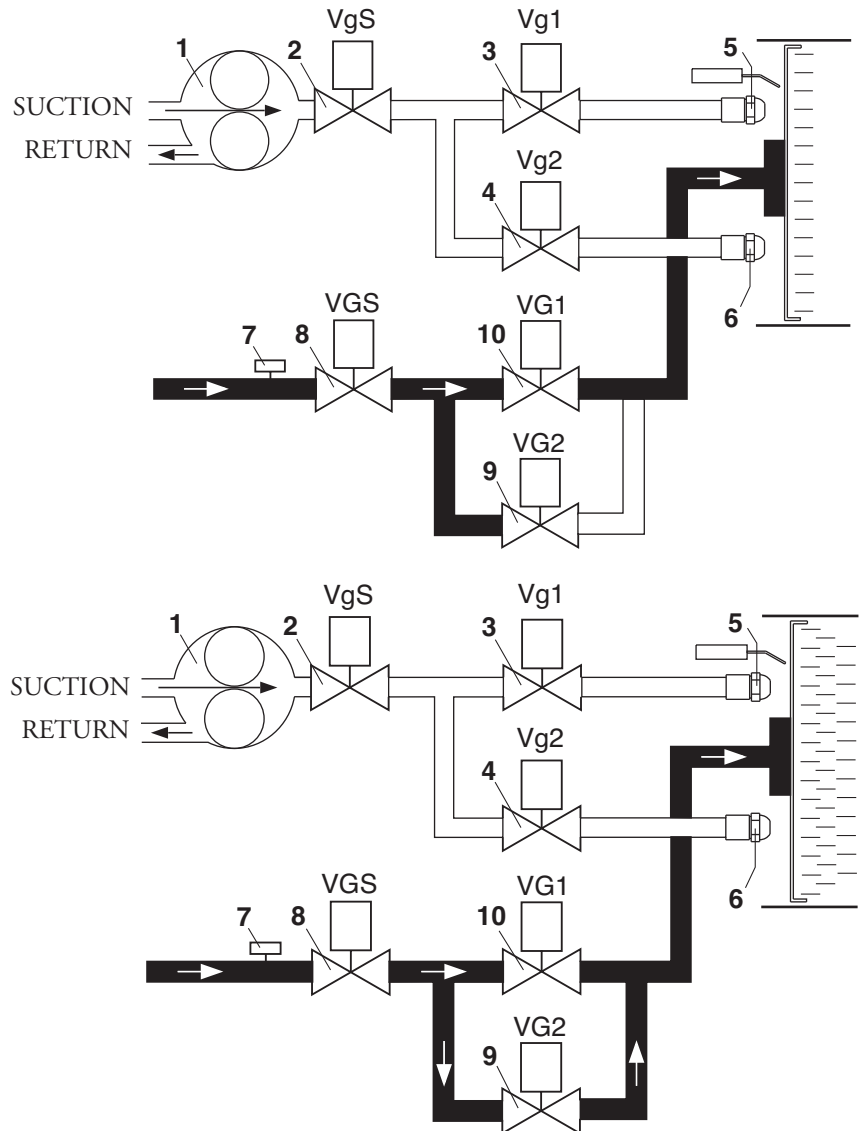 VgS Vg1
1 2 3 5
SUCTION
RETURN
Vg2
4
6
VGS VG1
7 8 10
VG2
9
VgS Vg1
1 2 3 5
SUCTION
RETURN
Vg2
4
6
VGS VG1
7 8 10
VG2
9